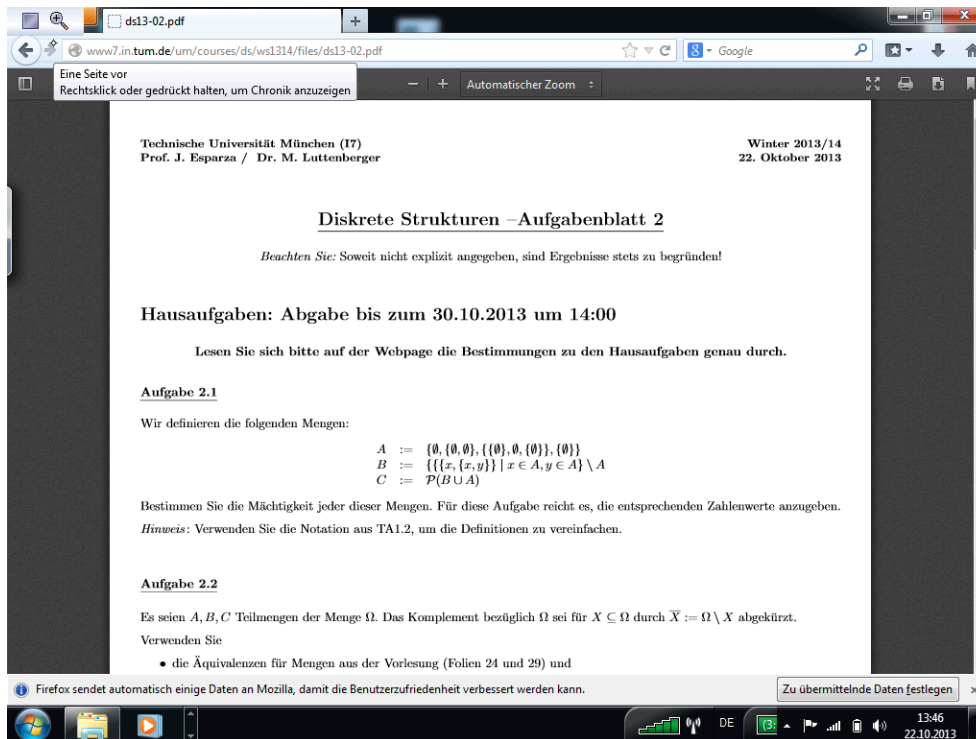 ds13-02.pdf
www7.in.tum.de/um/courses/ds/ws1314/files/ds13-02.pdf
Google
Eine Seite vor
Rechtsklick oder gedrückt halten, um Chronik anzuzeigen
Automatischer Zoom
Technische Universität München (I7)
Winter 2013/14
Prof. J. Esparza / Dr. M. Luttenberger
22. Oktober 2013
Diskrete Strukturen –Aufgabenblatt 2
Beachten Sie: Soweit nicht explizit angegeben, sind Ergebnisse stets zu begründen!
Hausaufgaben: Abgabe bis zum 30.10.2013 um 14:00
Lesen Sie sich bitte auf der Webpage die Bestimmungen zu den Hausaufgaben genau durch.
Aufgabe 2.1
Wir definieren die folgenden Mengen:
A := {∅, {∅, ∅}, {{∅}, ∅, {∅}}, {∅}}
B := {{{x, {x, y}} | x ∈ A, y ∈ A} \ A
C := P(B ∪ A)
Bestimmen Sie die Mächtigkeit jeder dieser Mengen. Für diese Aufgabe reicht es, die entsprechenden Zahlenwerte anzugeben.
Hinweis: Verwenden Sie die Notation aus TA1.2, um die Definitionen zu vereinfachen.
Aufgabe 2.2
Es seien A, B, C Teilmengen der Menge Ω. Das Komplement bezüglich Ω sei für X ⊆ Ω durch X̅ := Ω \ X abgekürzt.
Verwenden Sie
• die Äquivalenzen für Mengen aus der Vorlesung (Folien 24 und 29) und
Firefox sendet automatisch einige Daten an Mozilla, damit die Benutzerzufriedenheit verbessert werden kann.
Zu übermittelnde Daten festlegen
DE
(3:
13:46
22.10.2013